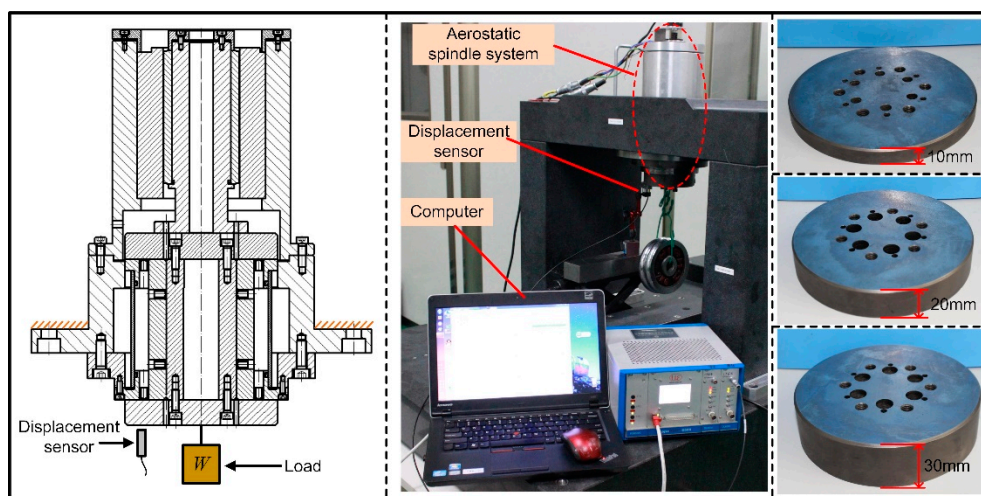 Displacement
sensor
W
Load
Aerostatic
spindle system
Displacement
sensor
Computer
10mm
20mm
30mm